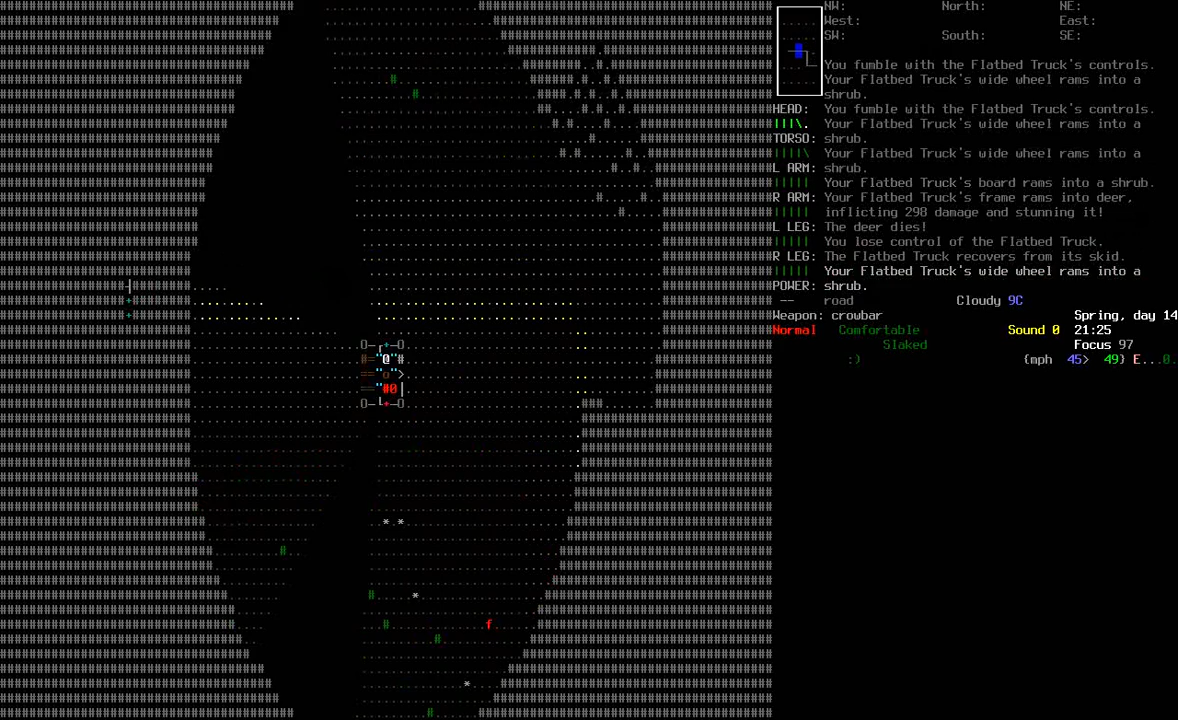 NW: North: NE:
West: East:
SW: South: SE:
You fumble with the Flatbed Truck's controls.
Your Flatbed Truck's wide wheel rams into a
shrub.
HEAD: You fumble with the Flatbed Truck's controls.
|||\. Your Flatbed Truck's wide wheel rams into a
TORSO: shrub.
||||\ Your Flatbed Truck's wide wheel rams into a
L ARM: shrub.
||||| Your Flatbed Truck's board rams into a shrub.
R ARM: Your Flatbed Truck's frame rams into deer,
||||| inflicting 298 damage and stunning it!
L LEG: The deer dies!
||||| You lose control of the Flatbed Truck.
R LEG: The Flatbed Truck recovers from its skid.
||||| Your Flatbed Truck's wide wheel rams into a
POWER: shrub.
-- road Cloudy 9C
Weapon: crowbar Spring, day 14
Normal Comfortable Sound 0 21:25
Slaked Focus 97
:) {mph 45> 49} E...0.